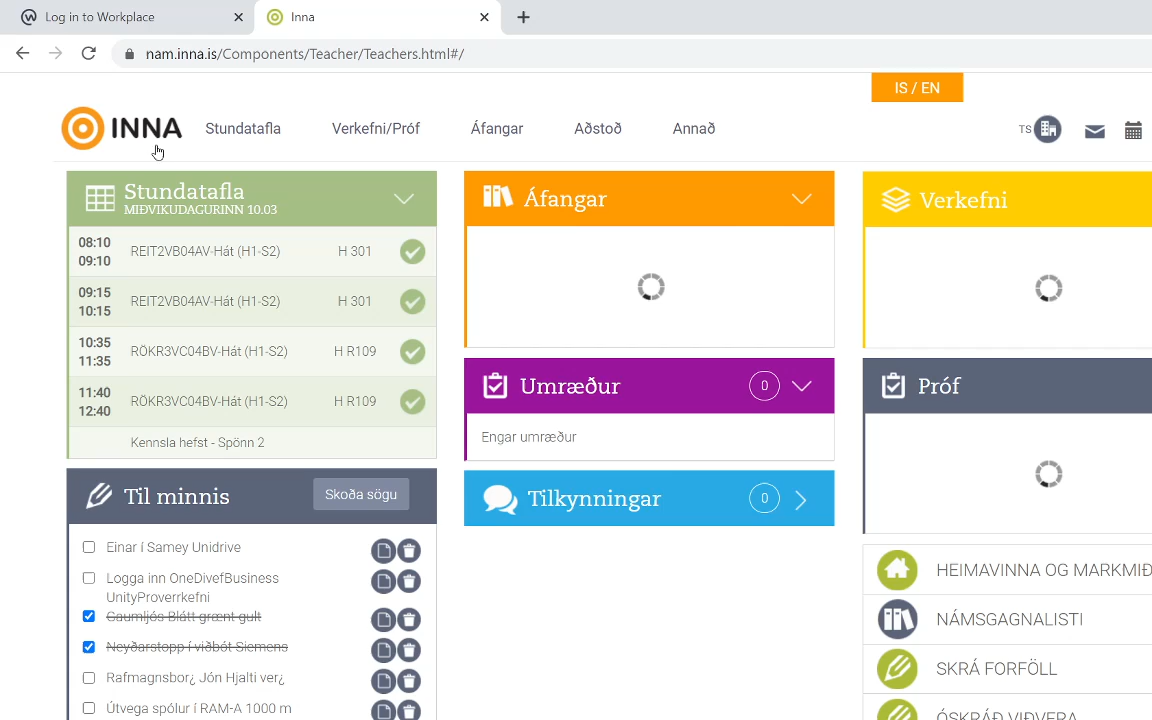 Log in to Workplace
Inna
nam.inna.is/Components/Teacher/Teachers.html#/
IS / EN
INNA
Stundatafla
Verkefni/Próf
Áfangar
Aðstoð
Annað
TS
Stundatafla
MIÐVIKUDAGURINN 10.03
08:10
09:10
REIT2VB04AV-Hát (H1-S2)
H 301
09:15
10:15
REIT2VB04AV-Hát (H1-S2)
H 301
10:35
11:35
RÖKR3VC04BV-Hát (H1-S2)
H R109
11:40
12:40
RÖKR3VC04BV-Hát (H1-S2)
H R109
Kennsla hefst - Spönn 2
Til minnis
Skoða sögu
Einar í Samey Unidrive
Logga inn OneDivefBusiness
UnityProverrkefni
Gaumljós Blátt grænt gult
Neyðarstopp í viðbót Siemens
Rafmagnsbor¿ Jón Hjalti ver¿
Útvega spólur í RAM-A 1000 m
Áfangar
Umræður
0
Engar umræður
Tilkynningar
0
Verkefni
Próf
HEIMAVINNA OG MARKMIÐ
NÁMSGAGNALISTI
SKRÁ FORFÖLL
ÓSKRÁÐ VIÐVERA